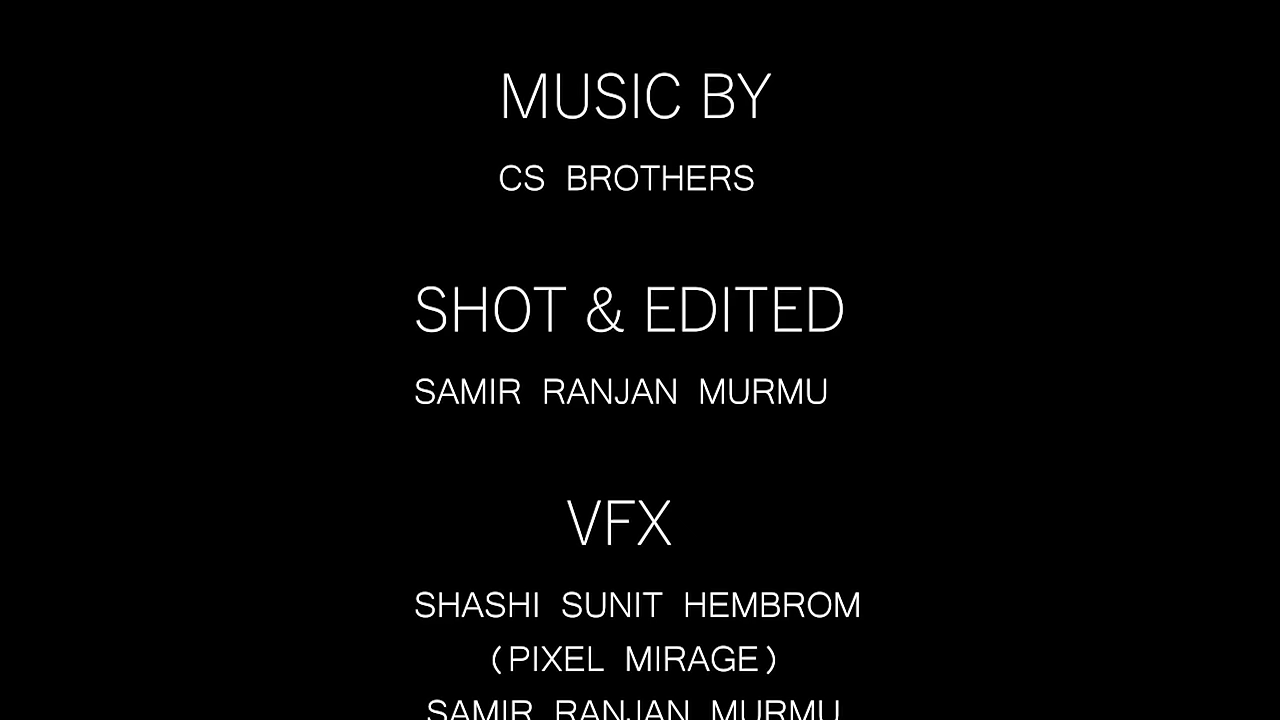 MUSIC BY
CS BROTHERS
SHOT & EDITED
SAMIR RANJAN MURMU
VFX
SHASHI SUNIT HEMBROM
(PIXEL MIRAGE)
SAMIR RANJAN MURMU